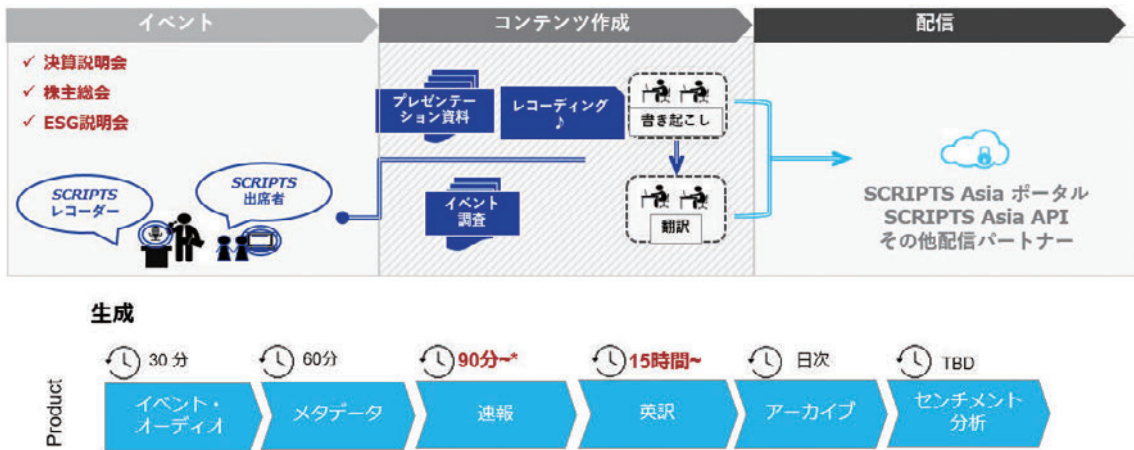 イベント
コンテンツ作成
配信
✓ 決算説明会
✓ 株主総会
✓ ESG説明会
SCRIPTS
レコーダー
SCRIPTS
出席者
プレゼンテー
ション資料
レコーディング
♪
書き起こし
イベント
調査
翻訳
SCRIPTS Asia ポータル
SCRIPTS Asia API
その他配信パートナー
生成
Product
30 分
60分
90分~*
15時間~
日次
TBD
イベント・
オーディオ
メタデータ
速報
英訳
アーカイブ
センチメント
分析